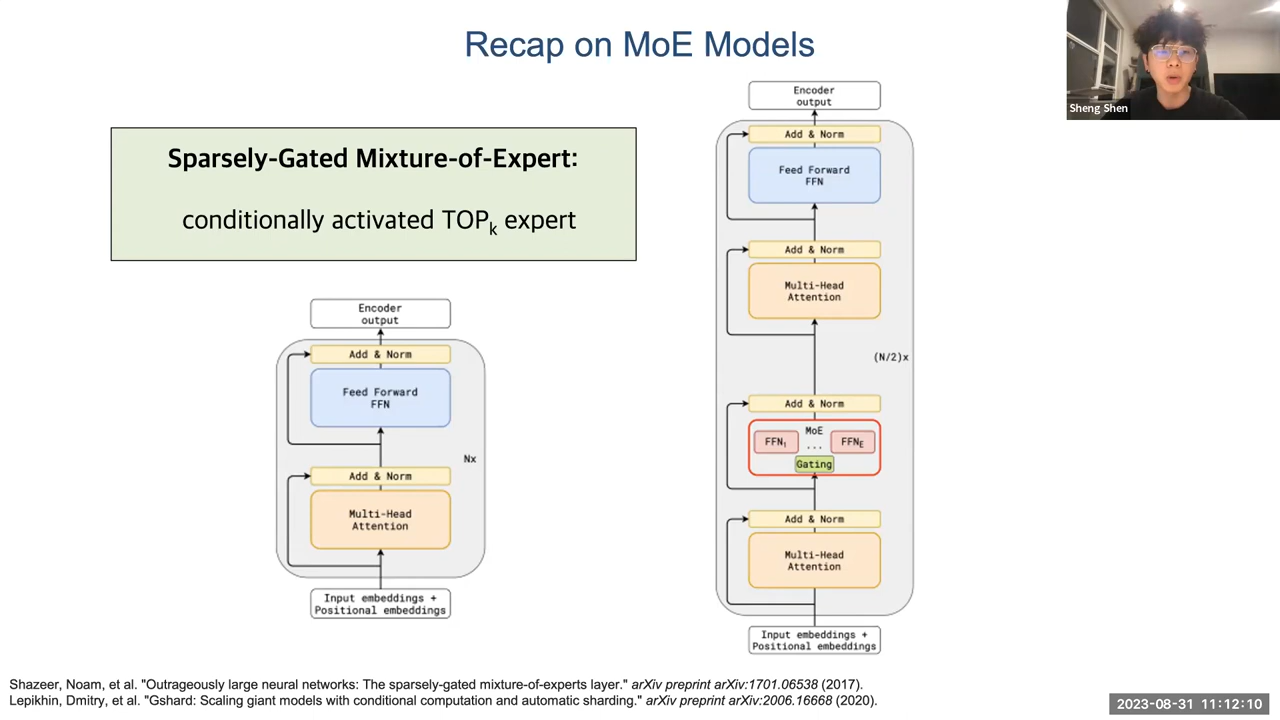 Recap on MoE Models
Sheng Shen
Sparsely-Gated Mixture-of-Expert:
conditionally activated TOPk expert
Encoder
output
Add & Norm
Feed Forward
FFN
Nx
Add & Norm
Multi-Head
Attention
Input embeddings +
Positional embeddings
Encoder
output
Add & Norm
Feed Forward
FFN
Add & Norm
Multi-Head
Attention
(N/2)x
Add & Norm
MoE
FFN1 ... FFNE
Gating
Add & Norm
Multi-Head
Attention
Input embeddings +
Positional embeddings
Shazeer, Noam, et al. "Outrageously large neural networks: The sparsely-gated mixture-of-experts layer." arXiv preprint arXiv:1701.06538 (2017).
Lepikhin, Dmitry, et al. "Gshard: Scaling giant models with conditional computation and automatic sharding." arXiv preprint arXiv:2006.16668 (2020).
2023-08-31 11:12:10